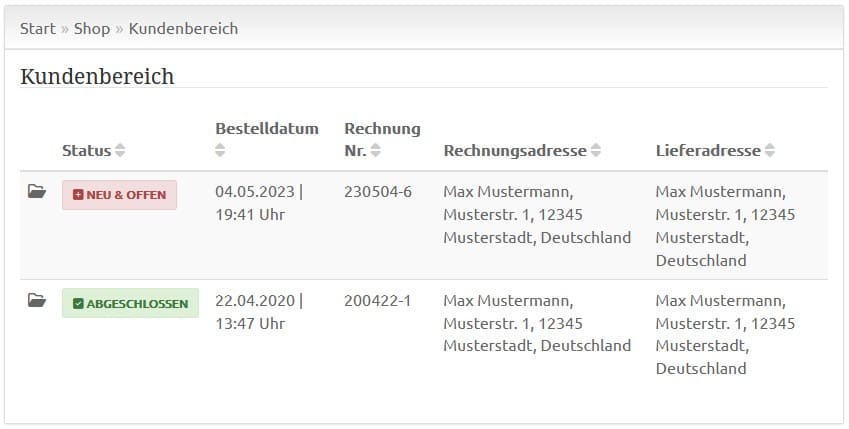 Start » Shop » Kundenbereich
Kundenbereich
Status
Bestelldatum
Rechnung
Nr.
Rechnungsadresse
Lieferadresse
NEU & OFFEN
04.05.2023 |
19:41 Uhr
230504-6
Max Mustermann,
Musterstr. 1, 12345
Musterstadt, Deutschland
Max Mustermann,
Musterstr. 1, 12345
Musterstadt,
Deutschland
ABGESCHLOSSEN
22.04.2020 |
13:47 Uhr
200422-1
Max Mustermann,
Musterstr. 1, 12345
Musterstadt, Deutschland
Max Mustermann,
Musterstr. 1, 12345
Musterstadt,
Deutschland